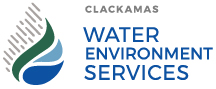 CLACKAMAS
WATER
ENVIRONMENT
SERVICES